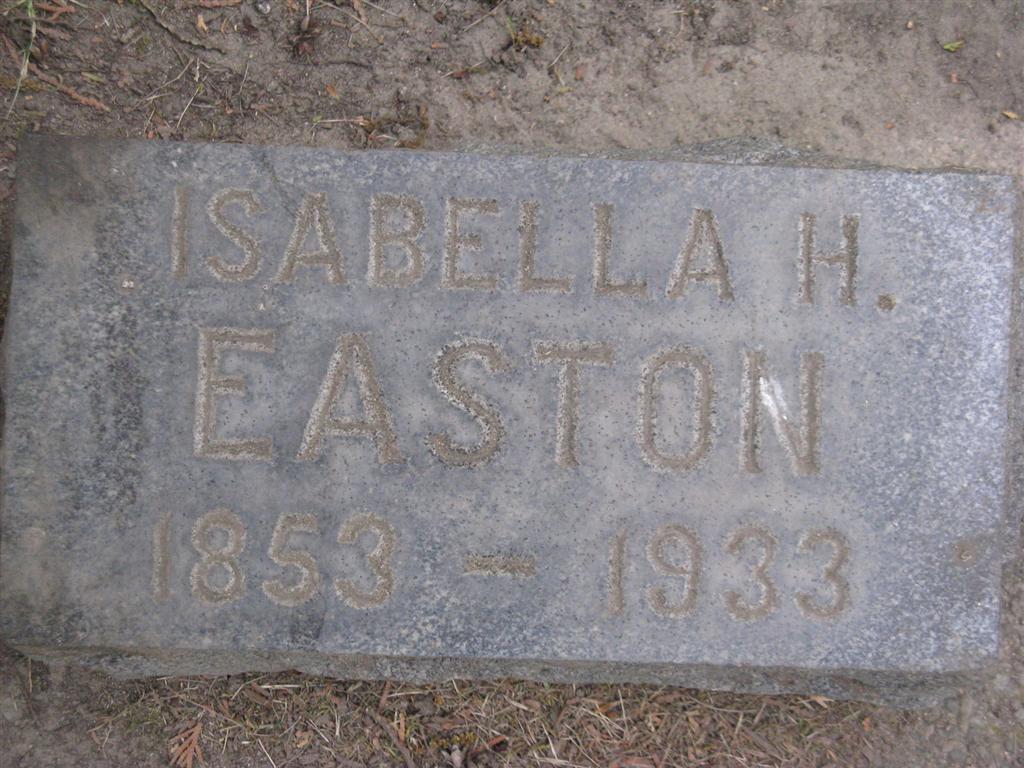 ISABELLA H.
EASTON
1853 – 1933